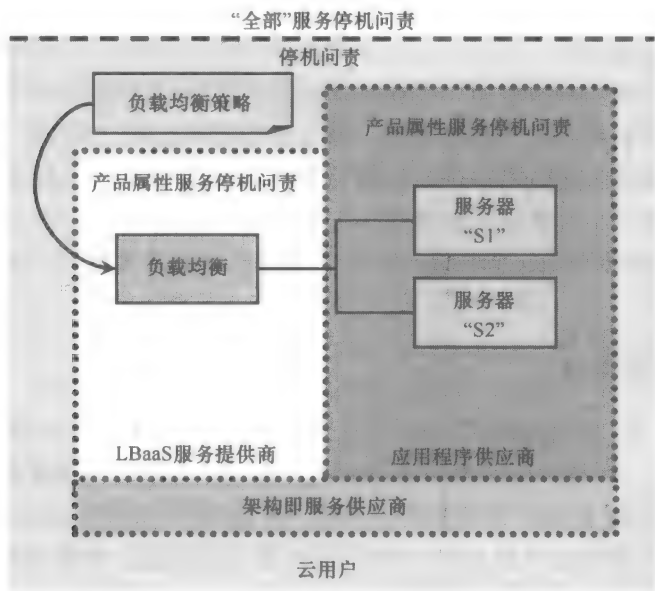 “全部”服务停机问责
停机问责
负载均衡策略
产品属性服务停机问责
产品属性服务停机问责
服务器
“S1”
负载均衡
服务器
“S2”
LBaaS服务提供商
应用程序供应商
架构即服务供应商
云用户